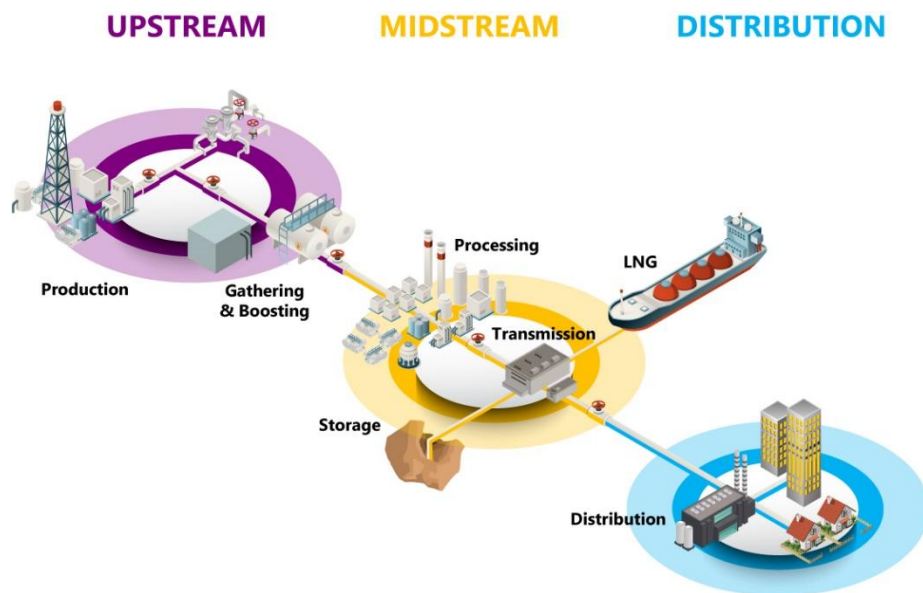 UPSTREAM
MIDSTREAM
DISTRIBUTION
Production
Gathering
& Boosting
Processing
LNG
Transmission
Storage
Distribution